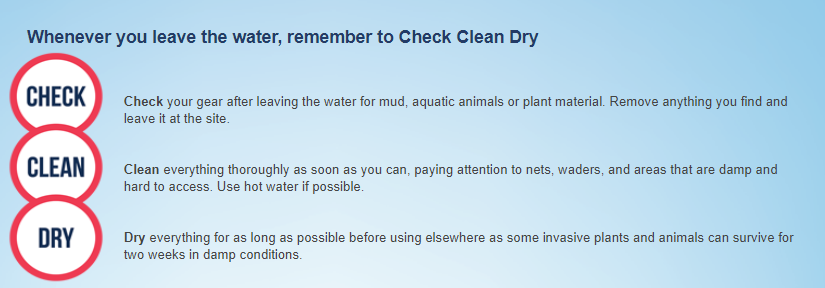 Whenever you leave the water, remember to Check Clean Dry
CHECK
Check your gear after leaving the water for mud, aquatic animals or plant material. Remove anything you find and
leave it at the site.
CLEAN
Clean everything thoroughly as soon as you can, paying attention to nets, waders, and areas that are damp and
hard to access. Use hot water if possible.
DRY
Dry everything for as long as possible before using elsewhere as some invasive plants and animals can survive for
two weeks in damp conditions.